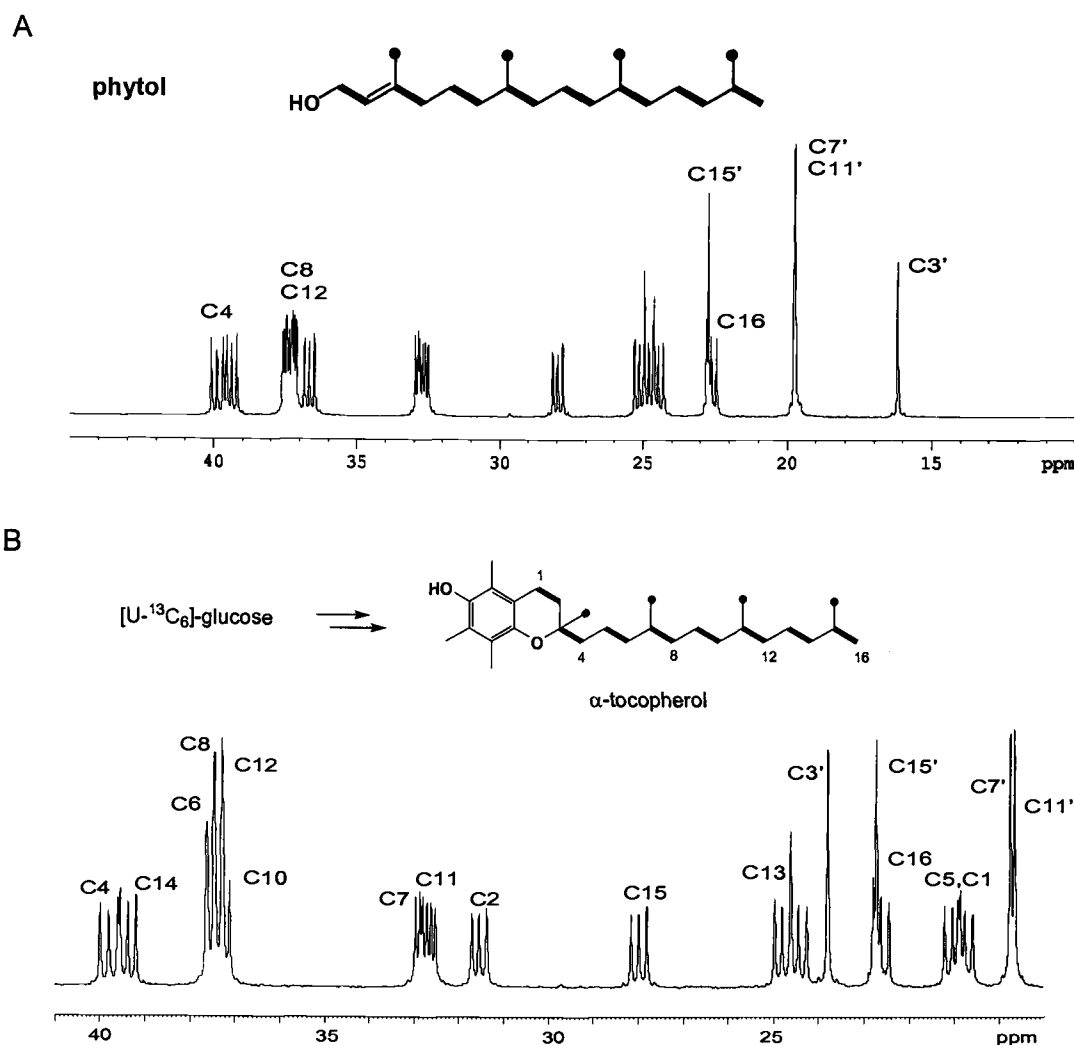 A
phytol
HO
C7'
C11'
C15'
C3'
C8
C12
C4
C16
40 35 30 25 20 15 ppm
B
[U-¹³C₆]-glucose
HO
1
O
4 8 12 16
α-tocopherol
C8
C12
C3'
C15'
C7'
C6
C11'
C16
C13
C4 C14
C10
C7 C11
C2
C15
C5,C1
40 35 30 25 ppm